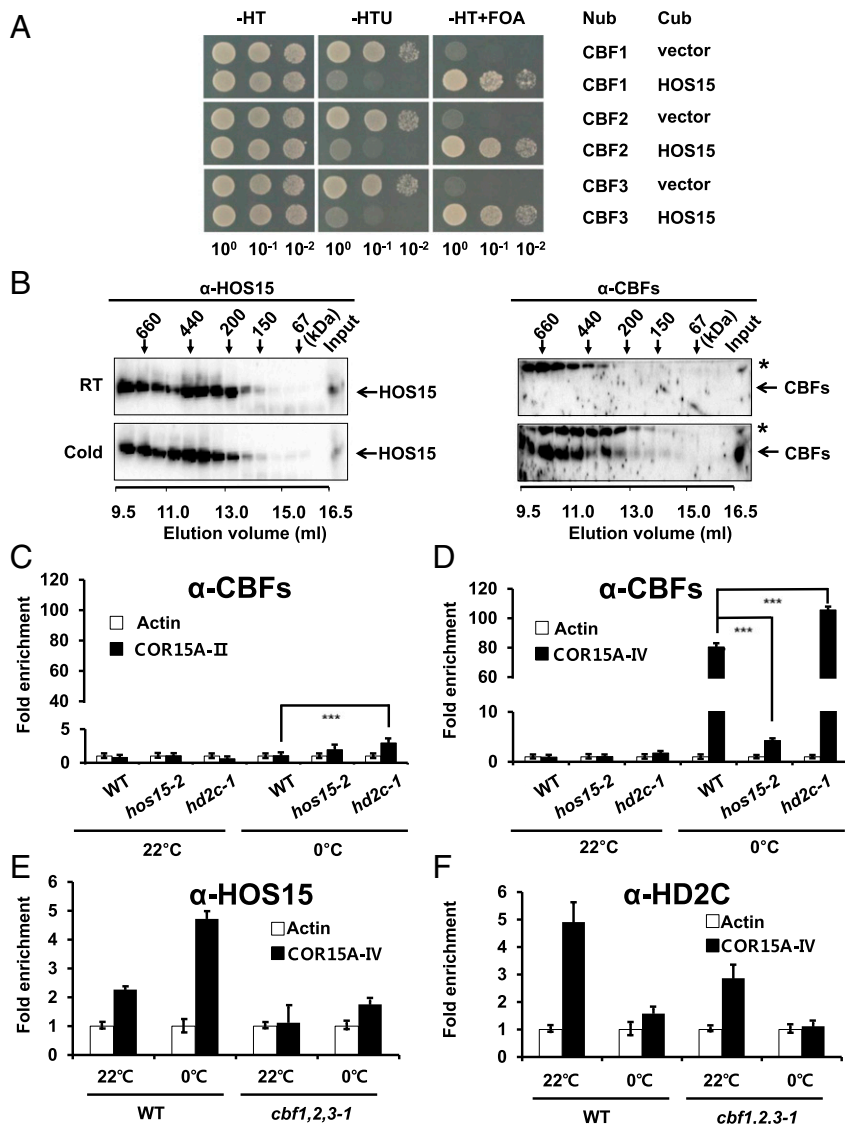 A
-HT -HTU -HT+FOA Nub Cub
CBF1 vector
CBF1 HOS15
CBF2 vector
CBF2 HOS15
CBF3 vector
CBF3 HOS15
10⁰ 10⁻¹ 10⁻² 10⁰ 10⁻¹ 10⁻² 10⁰ 10⁻¹ 10⁻²
B
α-HOS15
660 440 200 150 67 (kDa) Input
RT
←HOS15
Cold
←HOS15
9.5 11.0 13.0 15.0 16.5
Elution volume (ml)
α-CBFs
660 440 200 150 67 (kDa) Input
*
← CBFs
*
← CBFs
9.5 11.0 13.0 15.0 16.5
Elution volume (ml)
C
α-CBFs
Fold enrichment
120
100
80
60
40
5
0
Actin
COR15A-II
***
WT hos15-2 hd2c-1 WT hos15-2 hd2c-1
22°C 0°C
D
α-CBFs
Fold enrichment
120
100
80
60
10
0
Actin
COR15A-IV
***
***
WT hos15-2 hd2c-1 WT hos15-2 hd2c-1
22°C 0°C
E
α-HOS15
Fold enrichment
6
5
4
3
2
1
0
Actin
COR15A-IV
22℃ 0℃ 22℃ 0℃
WT cbf1,2,3-1
F
α-HD2C
Fold enrichment
6
5
4
3
2
1
0
Actin
COR15A-IV
22℃ 0℃ 22℃ 0℃
WT cbf1.2.3-1